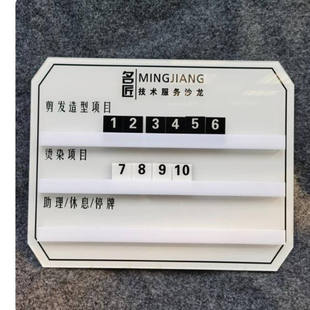 名匠 MINGJIANG
技术服务沙龙
剪发造型项目
1 2 3 4 5 6
烫染项目
7 8 9 10
助理/休息/停牌